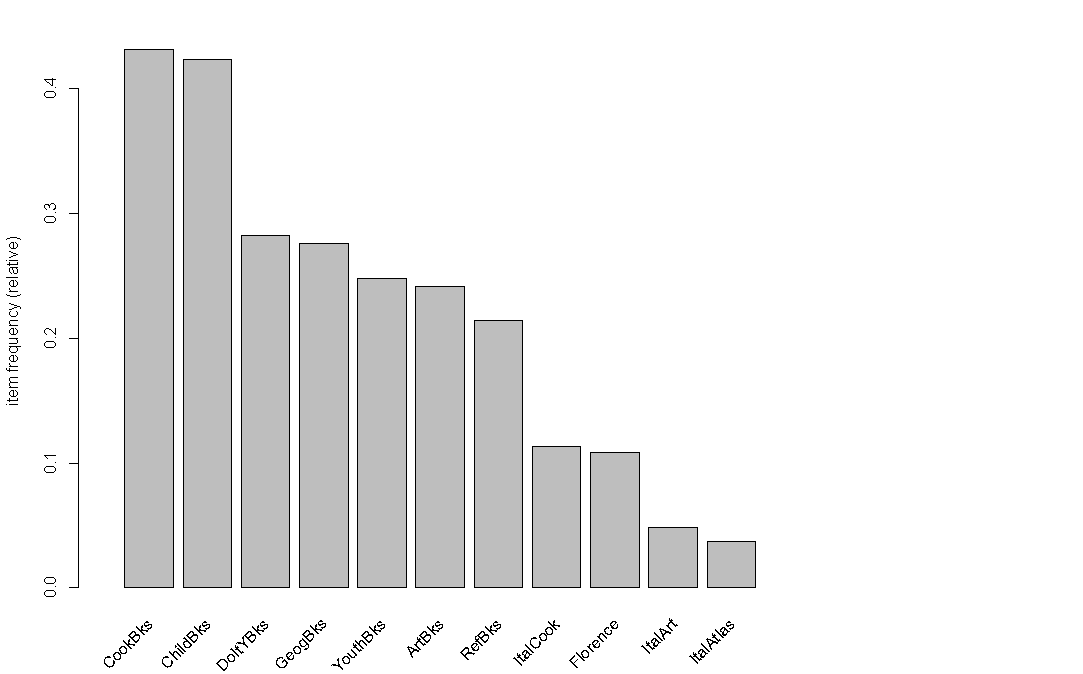 item frequency (relative)
0.4
0.3
0.2
0.1
0.0
CookBks
ChildBks
DoItYBks
GeogBks
YouthBks
ArtBks
RefBks
ItalCook
Florence
ItalArt
ItalAtlas